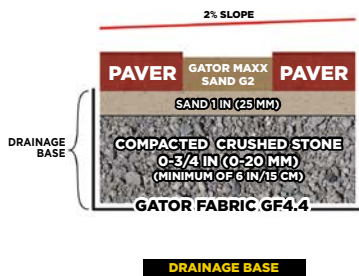 2% SLOPE
PAVER
GATOR MAXX
SAND G2
PAVER
SAND 1 IN (25 MM)
DRAINAGE
BASE
COMPACTED CRUSHED STONE
0-3/4 IN (0-20 MM)
(MINIMUM OF 6 IN/15 CM)
GATOR FABRIC GF4.4
DRAINAGE BASE